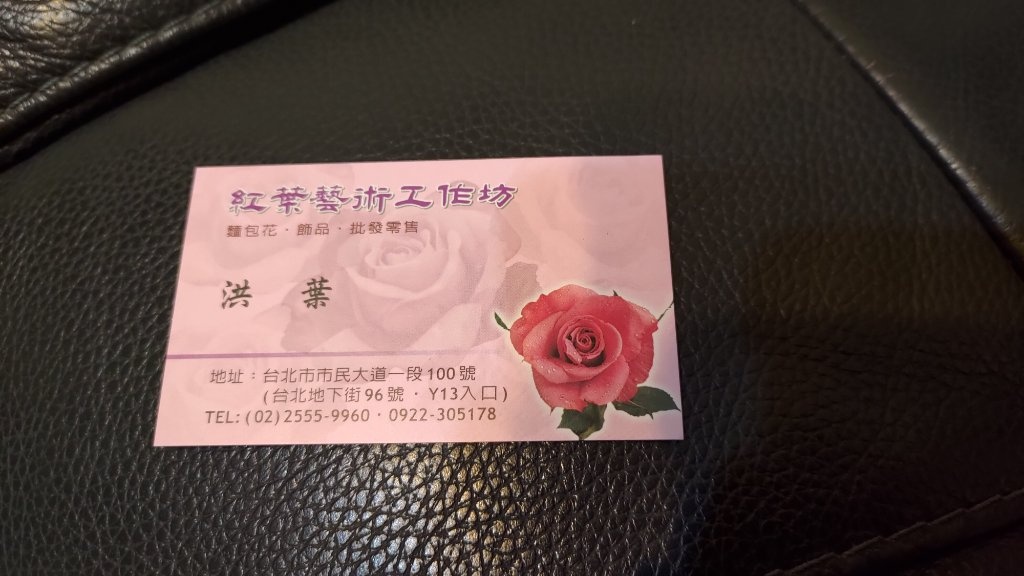 紅葉藝術工作坊
麵包花．飾品．批發零售
洪　葉
地址：台北市市民大道一段100號
(台北地下街96號．Y13入口)
TEL:(02)2555-9960．0922-305178